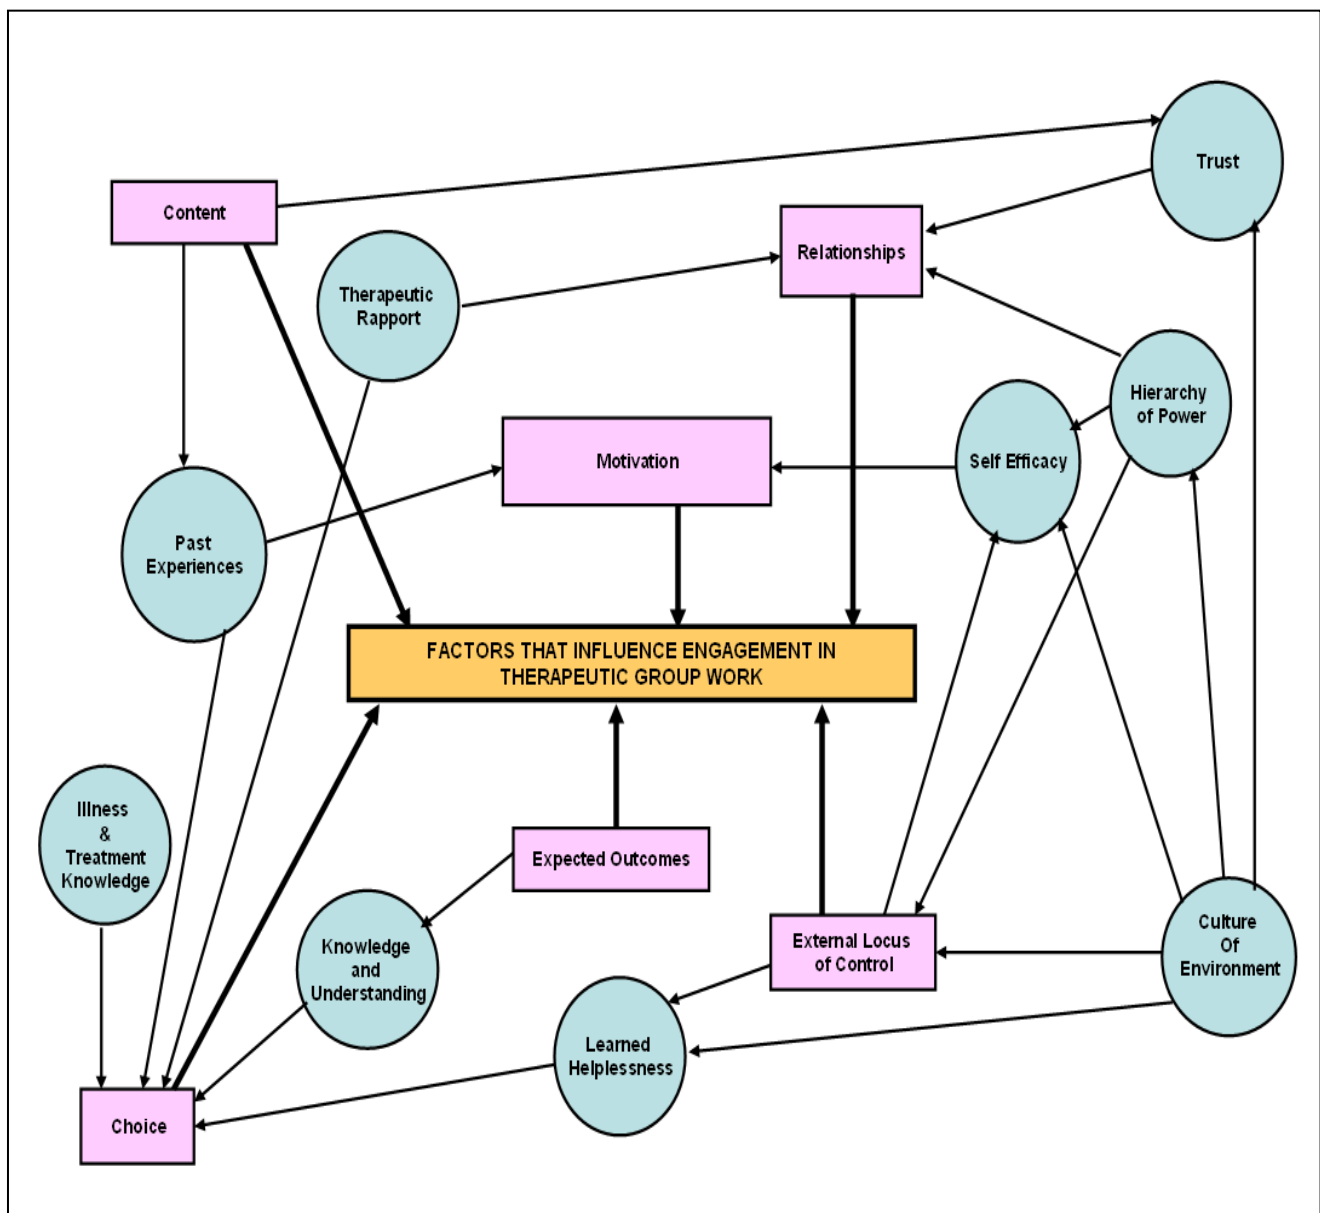 Trust
Content
Relationships
Therapeutic
Rapport
Hierarchy
of Power
Motivation
Self Efficacy
Past
Experiences
FACTORS THAT INFLUENCE ENGAGEMENT IN
THERAPEUTIC GROUP WORK
Illness
&
Treatment
Knowledge
Expected Outcomes
Knowledge
and
Understanding
External Locus
of Control
Culture
Of
Environment
Learned
Helplessness
Choice